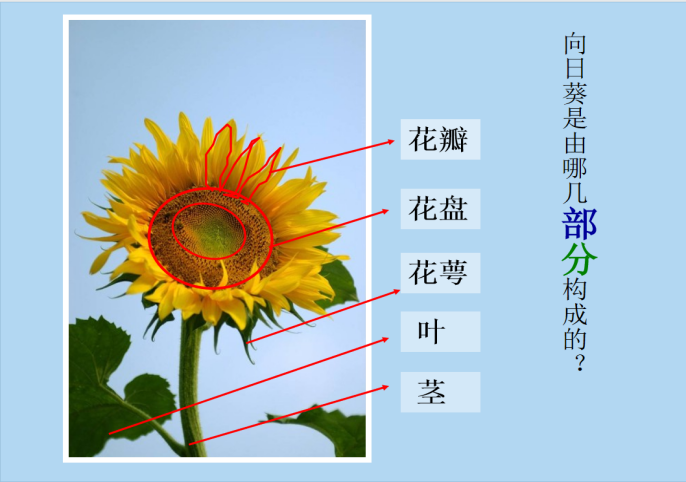 向日葵是由哪几部分构成的？
花瓣
花盘
花萼
叶
茎